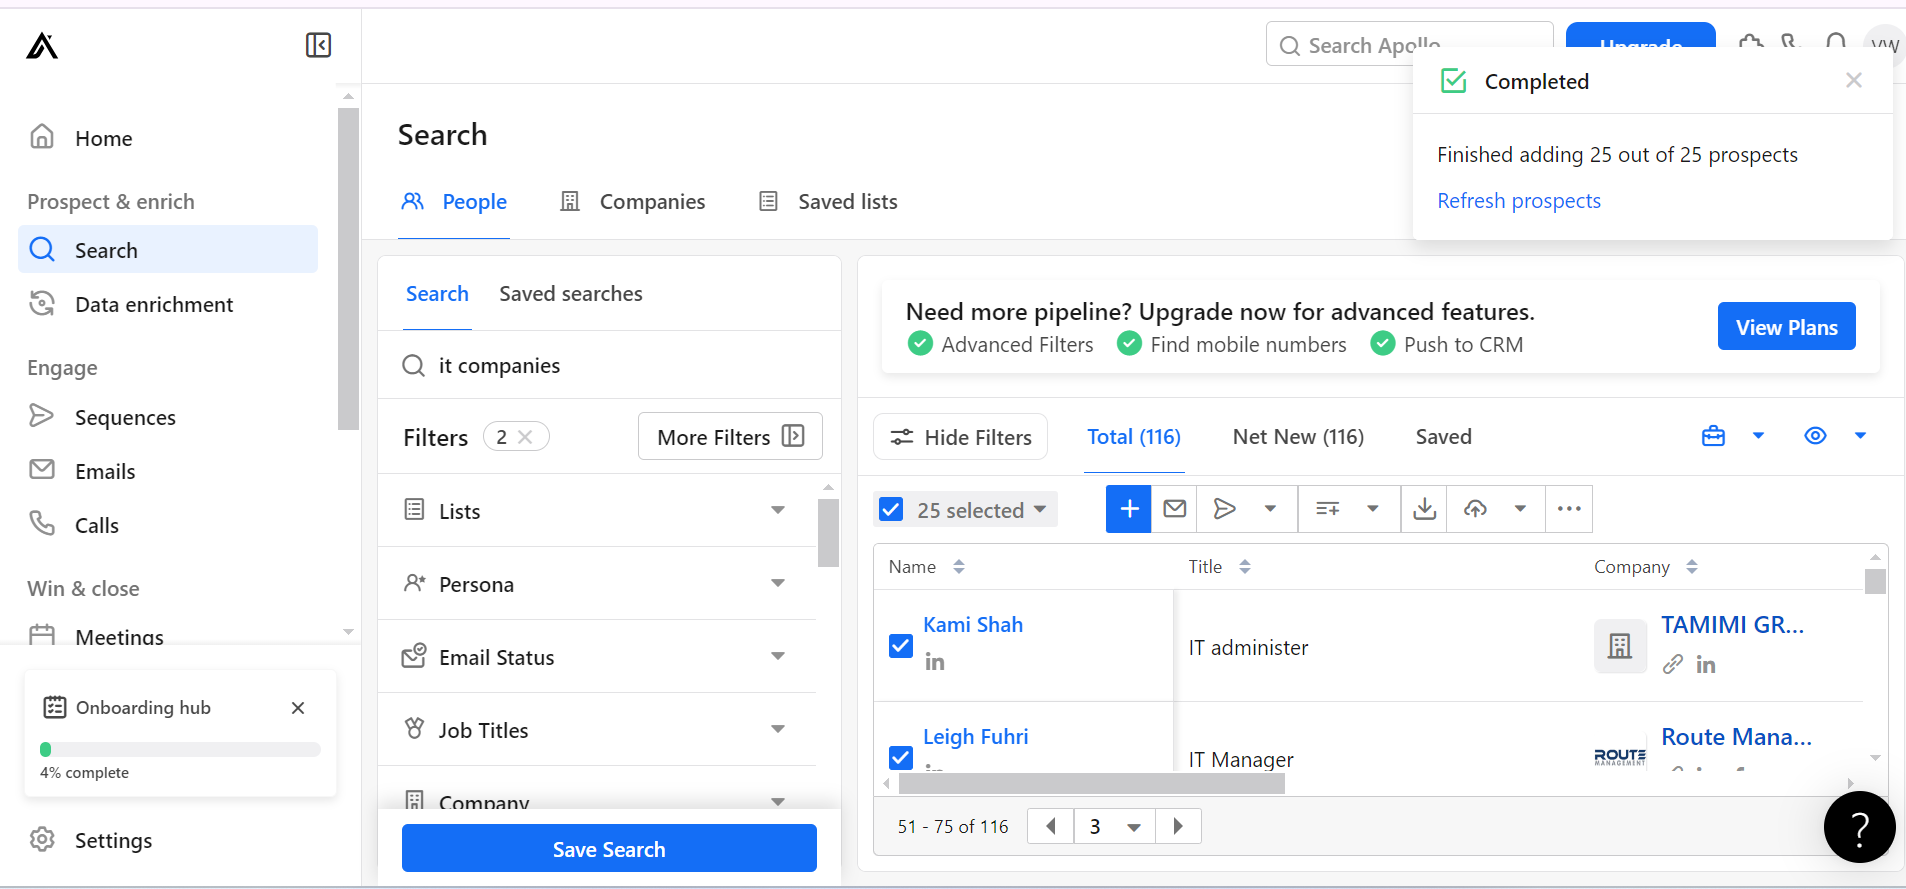 Search Apollo
Upgrade
VW
Completed
Finished adding 25 out of 25 prospects
Refresh prospects
Home
Prospect & enrich
Search
Data enrichment
Engage
Sequences
Emails
Calls
Win & close
Meetings
Onboarding hub
4% complete
Settings
Search
People
Companies
Saved lists
Search
Saved searches
it companies
Filters
2
More Filters
Lists
Persona
Email Status
Job Titles
Company
Save Search
Need more pipeline? Upgrade now for advanced features.
Advanced Filters
Find mobile numbers
Push to CRM
View Plans
Hide Filters
Total (116)
Net New (116)
Saved
25 selected
Name
Title
Company
Kami Shah
in
IT administer
TAMIMI GR...
in
Leigh Fuhri
IT Manager
ROUTE
MANAGEMENT
Route Mana...
51 - 75 of 116
3
?